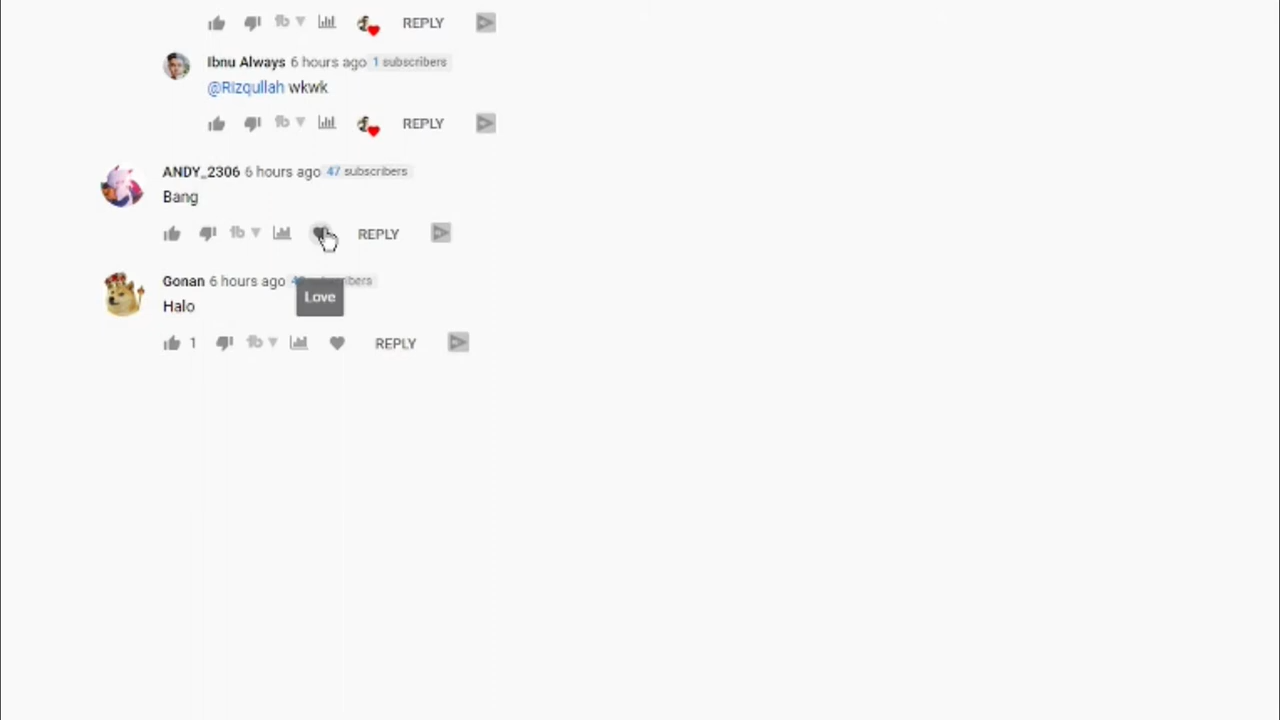 REPLY
Ibnu Always 6 hours ago 1 subscribers
@Rizqullah wkwk
REPLY
ANDY_2306 6 hours ago 47 subscribers
Bang
REPLY
Gonan 6 hours ago
Love
Halo
1 REPLY